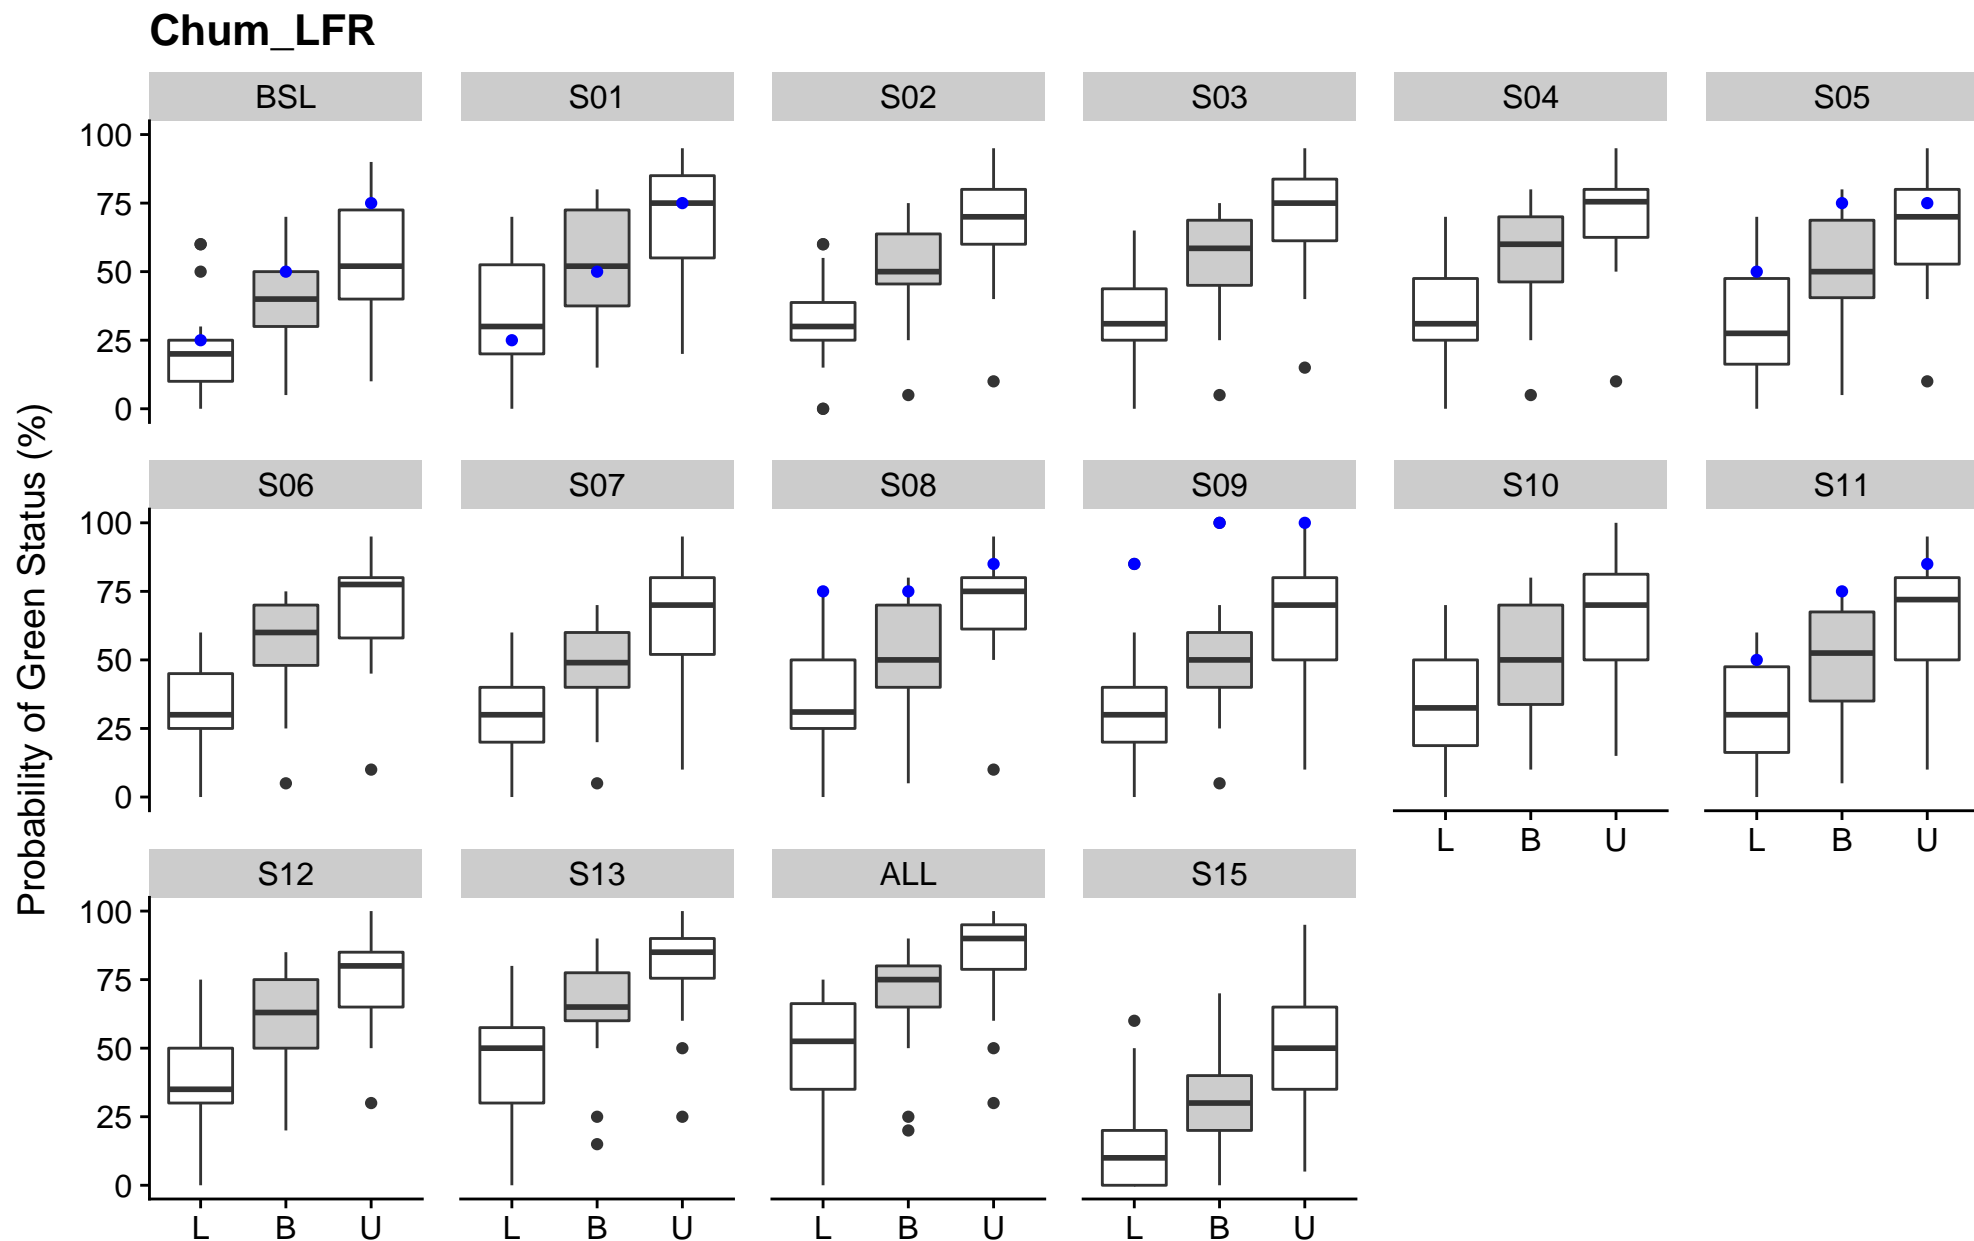 Chum_LFR
BSL S01 S02 S03 S04 S05
100
75
50
25
0
Probability of Green Status (%)
S06 S07 S08 S09 S10 S11
100
75
50
25
0
L B U L B U
S12 S13 ALL S15
100
75
50
25
0
L B U L B U L B U L B U